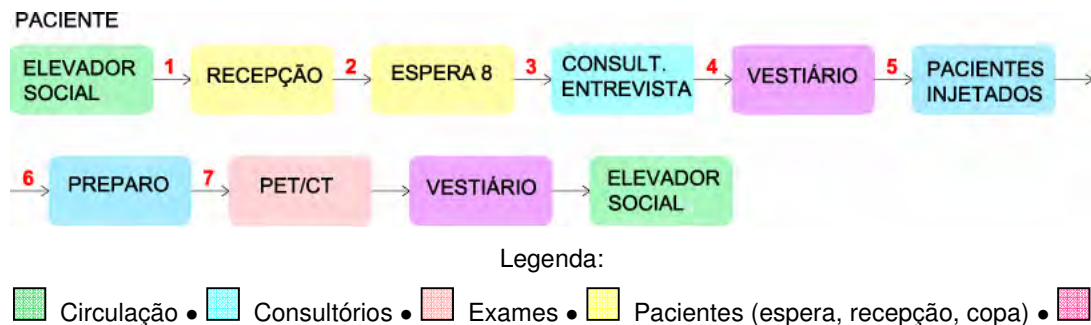 PACIENTE
ELEVADOR SOCIAL 1 RECEPÇÃO 2 ESPERA 8 3 CONSULT. ENTREVISTA 4 VESTIÁRIO 5 PACIENTES INJETADOS
6 PREPARO 7 PET/CT VESTIÁRIO ELEVADOR SOCIAL
Legenda:
Circulação ● Consultórios ● Exames ● Pacientes (espera, recepção, copa) ●